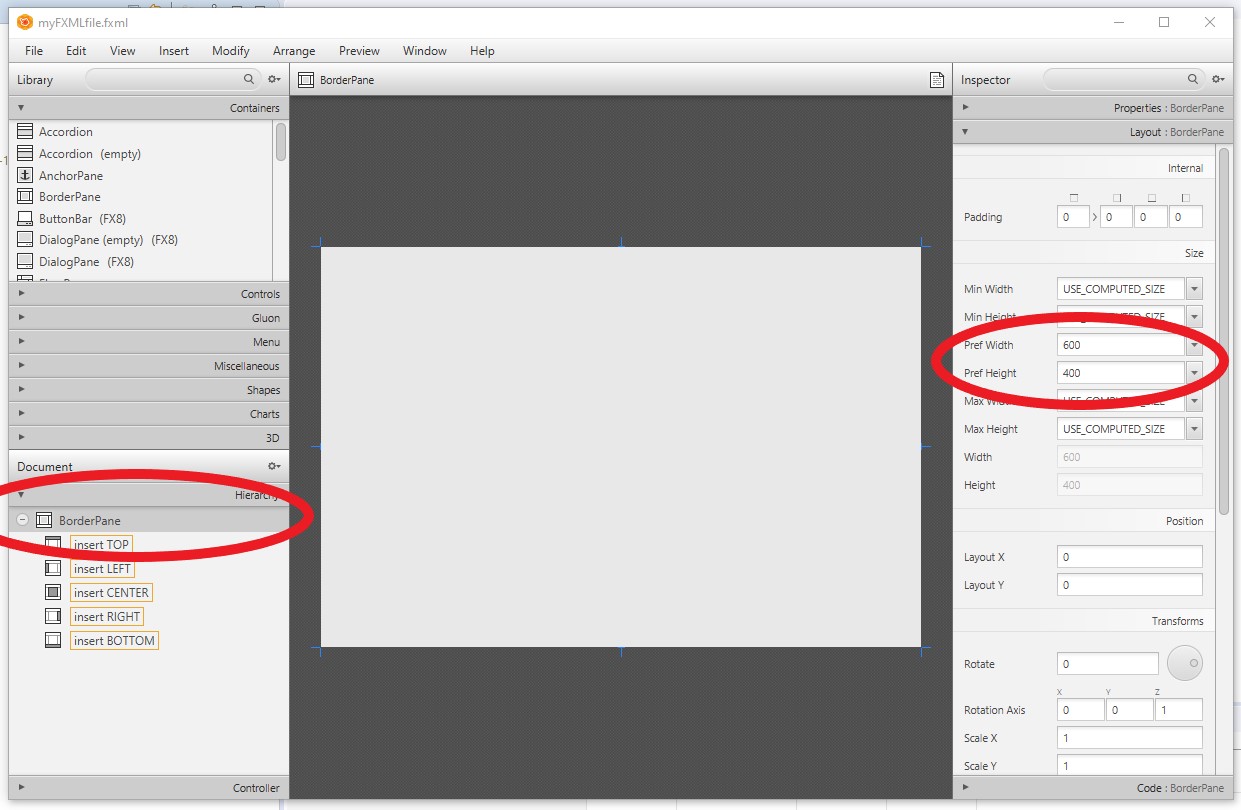 myFXMLfile.fxml
File Edit View Insert Modify Arrange Preview Window Help
Library
Containers
Accordion
Accordion (empty)
AnchorPane
BorderPane
ButtonBar (FX8)
DialogPane (empty) (FX8)
DialogPane (FX8)
Controls
Gluon
Menu
Miscellaneous
Shapes
Charts
3D
Document
Hierarchy
BorderPane
insert TOP
insert LEFT
insert CENTER
insert RIGHT
insert BOTTOM
Controller
BorderPane
Inspector
Properties : BorderPane
Layout : BorderPane
Internal
Padding 0 > 0 0 0
Size
Min Width USE_COMPUTED_SIZE
Min Height USE_COMPUTED_SIZE
Pref Width 600
Pref Height 400
Max Width USE_COMPUTED_SIZE
Max Height USE_COMPUTED_SIZE
Width 600
Height 400
Position
Layout X 0
Layout Y 0
Transforms
Rotate 0
X Y Z
Rotation Axis 0 0 1
Scale X 1
Scale Y 1
Code : BorderPane